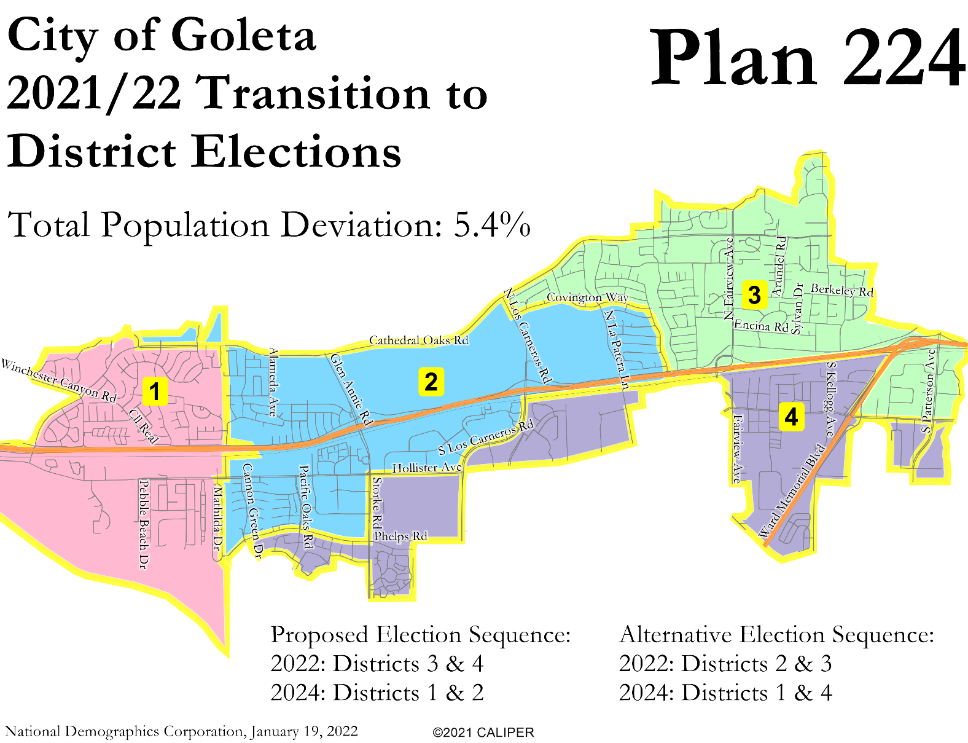 City of Goleta
2021/22 Transition to
District Elections
Plan 224
Total Population Deviation: 5.4%
N Fairview Ave
Arundel Rd
Sylvan Dr
Berkeley Rd
3
Encina Rd
Covington Way
N Los Carneros Rd
N La Patera Ln
Cathedral Oaks Rd
Winchester Canyon Rd
1
Calle Real
Alameda Ave
Glen Annie Rd
2
S Kellogg Ave
S Patterson Ave
4
Fairview Ave
Ward Memorial Blvd
S Los Carneros Rd
Hollister Ave
Pebble Beach Dr
Mathilda Dr
Cannon Green Dr
Pacific Oaks Rd
Storke Rd
Phelps Rd
Proposed Election Sequence:
2022: Districts 3 & 4
2024: Districts 1 & 2
Alternative Election Sequence:
2022: Districts 2 & 3
2024: Districts 1 & 4
National Demographics Corporation, January 19, 2022
©2021 CALIPER